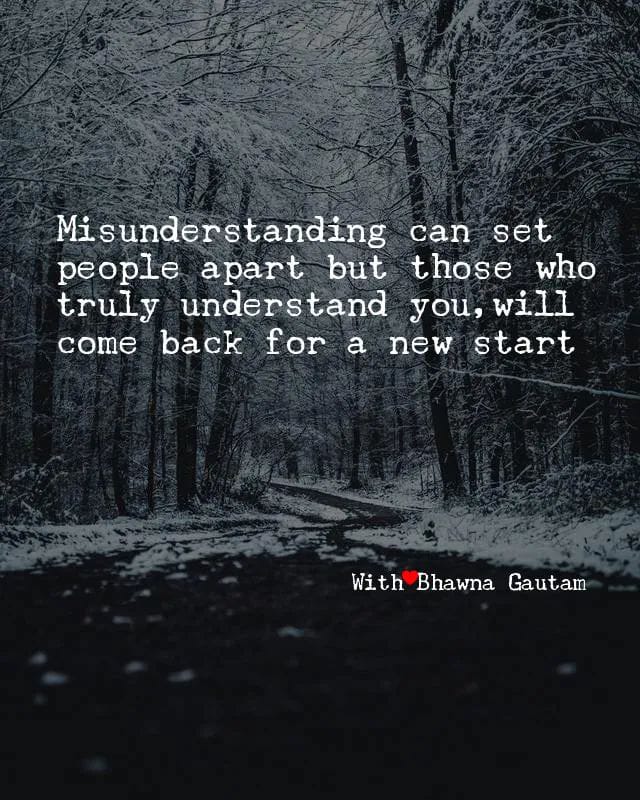 Misunderstanding can set
people apart but those who
truly understand you, will
come back for a new start
With❤Bhawna Gautam